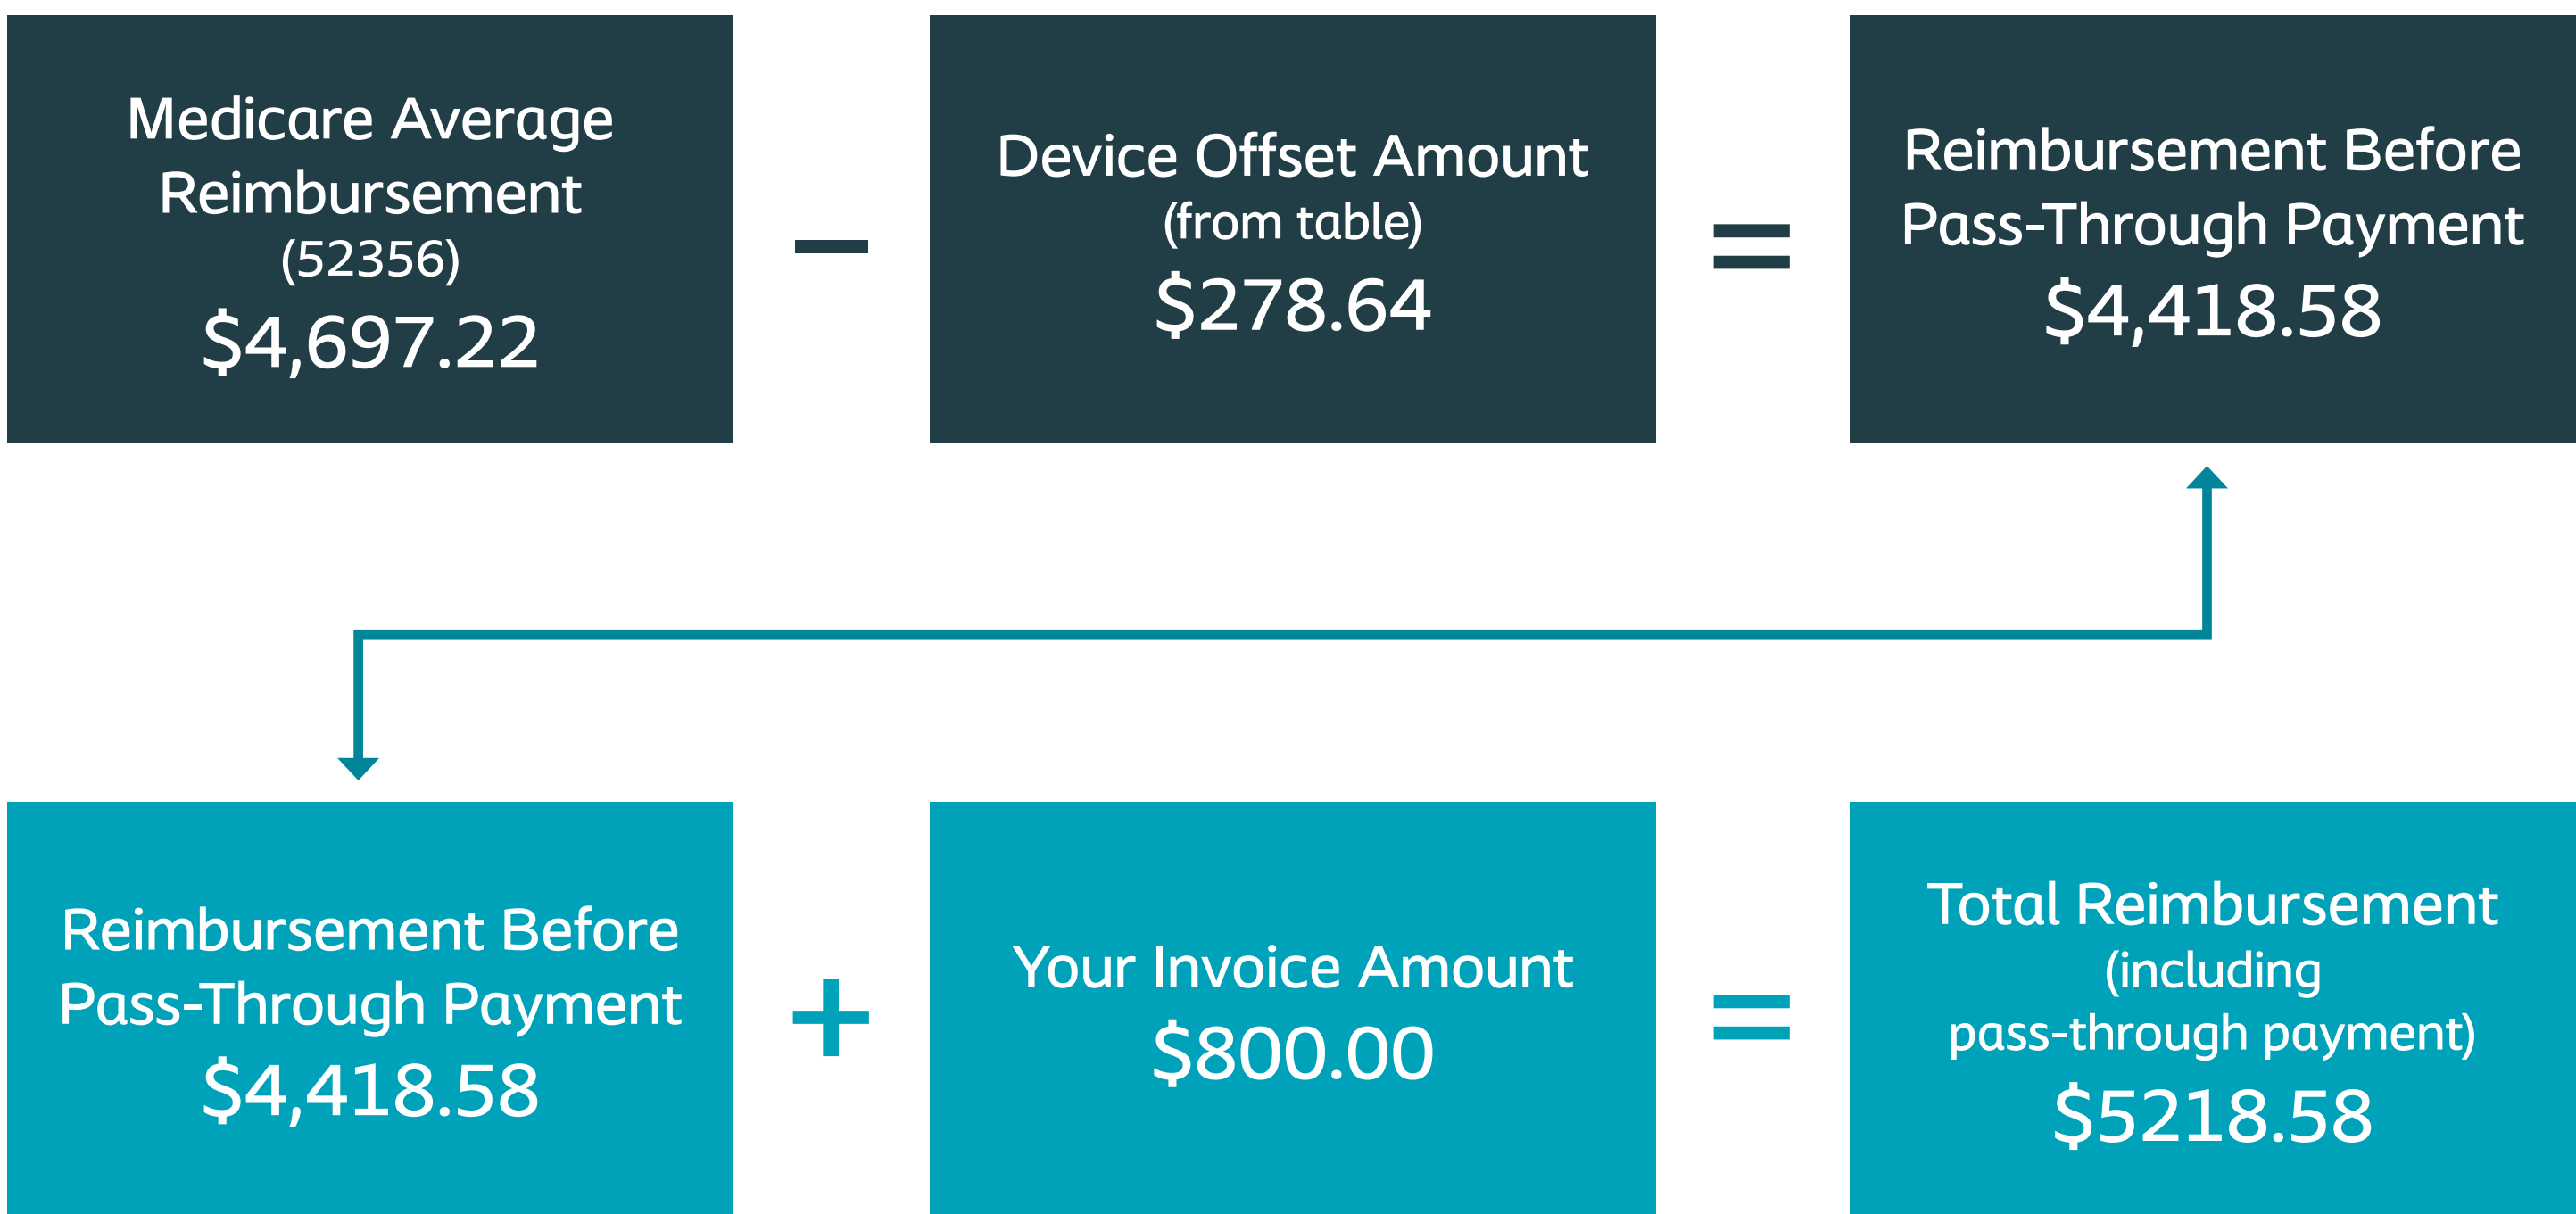 Medicare Average
Reimbursement
(52356)
$4,697.22
−
Device Offset Amount
(from table)
$278.64
=
Reimbursement Before
Pass-Through Payment
$4,418.58
Reimbursement Before
Pass-Through Payment
$4,418.58
+
Your Invoice Amount
$800.00
=
Total Reimbursement
(including
pass-through payment)
$5218.58